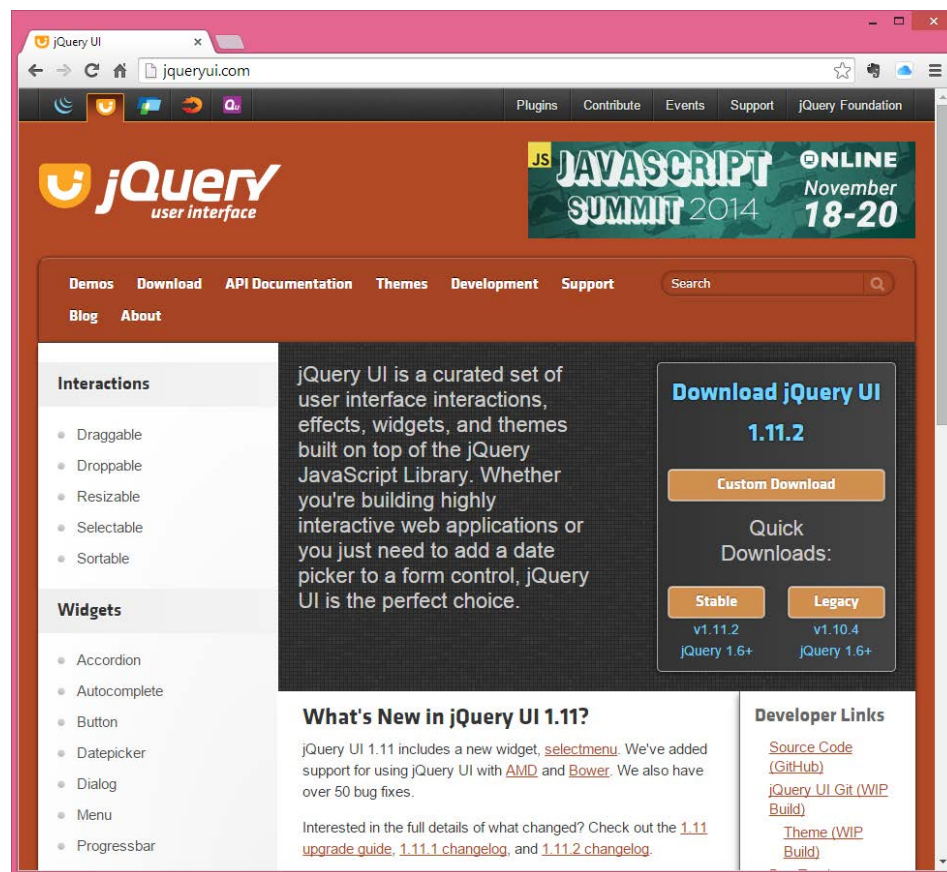 jQuery UI
jqueryui.com
Plugins Contribute Events Support jQuery Foundation
jQuery
user interface
JS JAVASCRIPT
SUMMIT 2014
ONLINE
November
18-20
Demos Download API Documentation Themes Development Support
Search
Blog About
Interactions
Draggable
Droppable
Resizable
Selectable
Sortable
Widgets
Accordion
Autocomplete
Button
Datepicker
Dialog
Menu
Progressbar
jQuery UI is a curated set of
user interface interactions,
effects, widgets, and themes
built on top of the jQuery
JavaScript Library. Whether
you're building highly
interactive web applications or
you just need to add a date
picker to a form control, jQuery
UI is the perfect choice.
Download jQuery UI
1.11.2
Custom Download
Quick
Downloads:
Stable Legacy
v1.11.2 v1.10.4
jQuery 1.6+ jQuery 1.6+
What's New in jQuery UI 1.11?
jQuery UI 1.11 includes a new widget, selectmenu. We've added
support for using jQuery UI with AMD and Bower. We also have
over 50 bug fixes.
Interested in the full details of what changed? Check out the 1.11
upgrade guide, 1.11.1 changelog, and 1.11.2 changelog.
Developer Links
Source Code
(GitHub)
jQuery UI Git (WIP
Build)
Theme (WIP
Build)